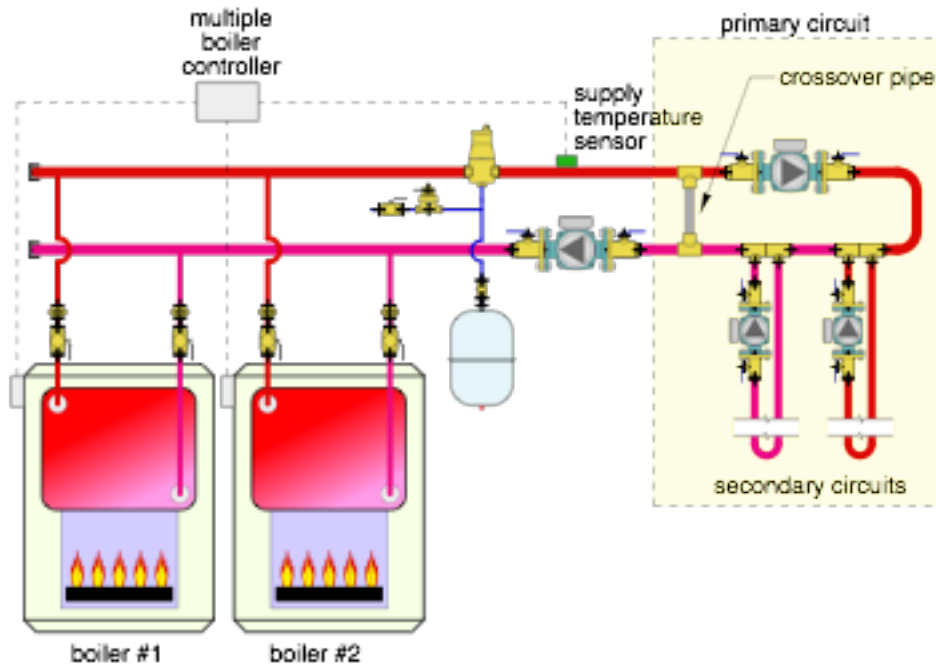 multiple
boiler
controller
primary circuit
crossover pipe
supply
temperature
sensor
secondary circuits
boiler #1
boiler #2